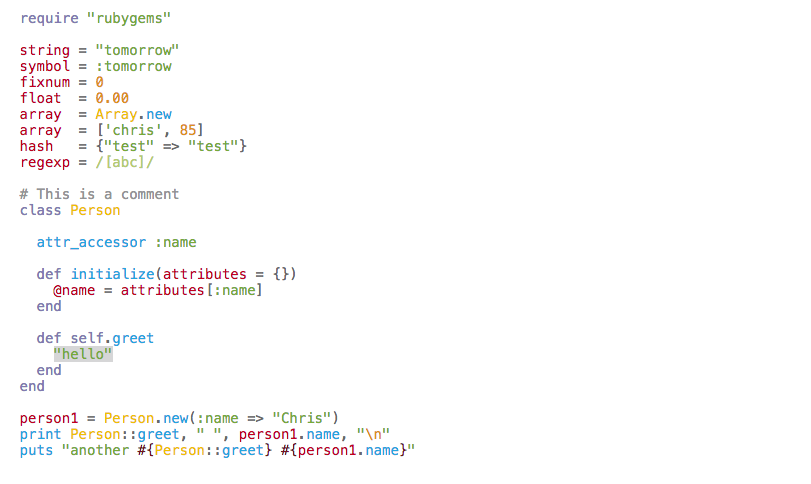 require "rubygems"

string = "tomorrow"
symbol = :tomorrow
fixnum = 0
float  = 0.00
array  = Array.new
array  = ['chris', 85]
hash   = {"test" => "test"}
regexp = /[abc]/

# This is a comment
class Person

  attr_accessor :name

  def initialize(attributes = {})
    @name = attributes[:name]
  end

  def self.greet
    "hello"
  end
end

person1 = Person.new(:name => "Chris")
print Person::greet, " ", person1.name, "\n"
puts "another #{Person::greet} #{person1.name}"